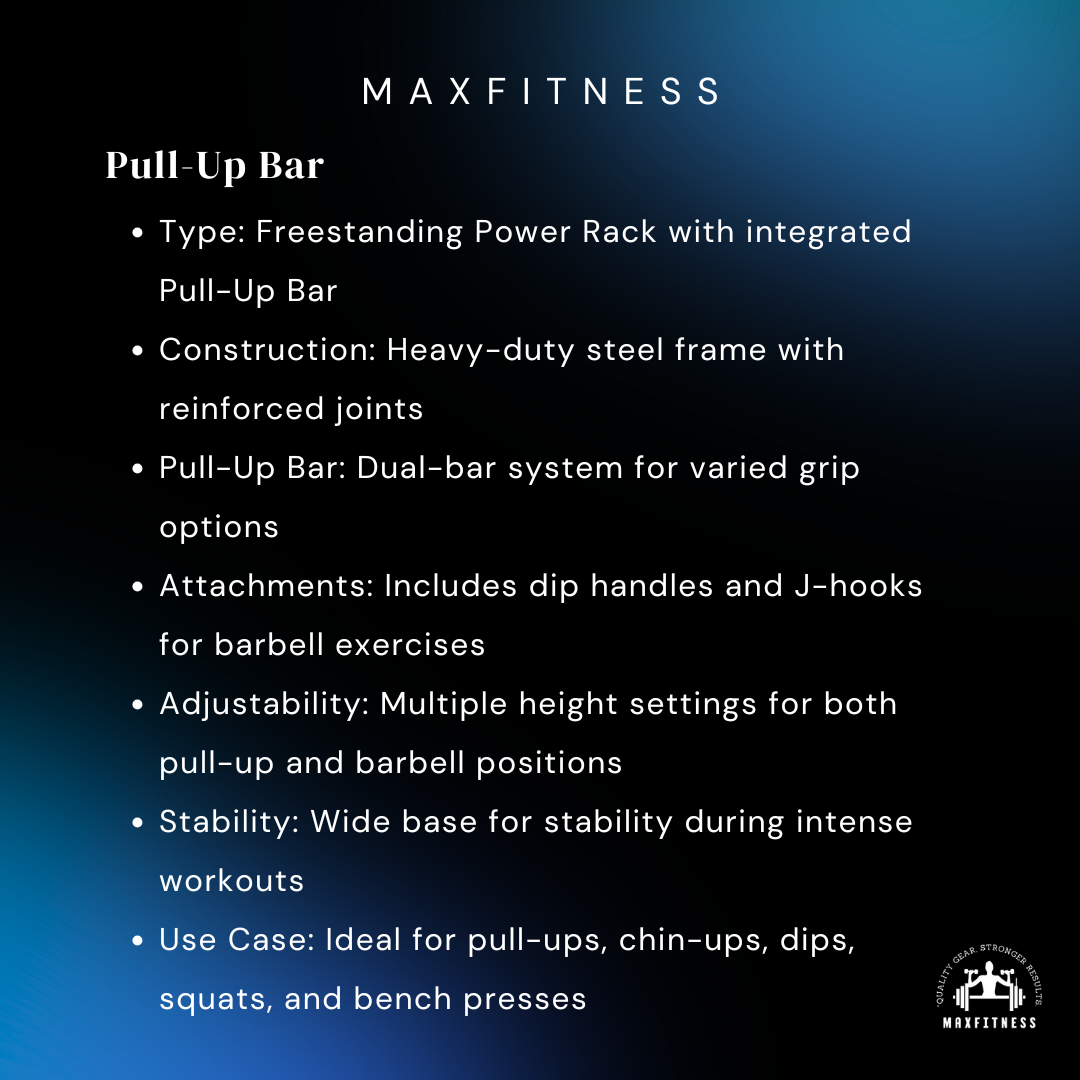 MAXFITNESS
Pull-Up Bar
• Type: Freestanding Power Rack with integrated
Pull-Up Bar
• Construction: Heavy-duty steel frame with
reinforced joints
• Pull-Up Bar: Dual-bar system for varied grip
options
• Attachments: Includes dip handles and J-hooks
for barbell exercises
• Adjustability: Multiple height settings for both
pull-up and barbell positions
• Stability: Wide base for stability during intense
workouts
• Use Case: Ideal for pull-ups, chin-ups, dips,
squats, and bench presses
"QUALITY GEAR. STRONGER RESULTS."
MAXFITNESS